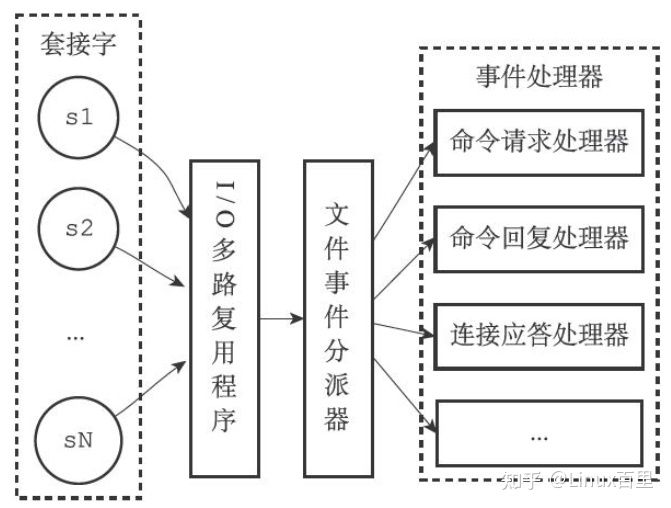 套接字
s1
s2
...
sN
I/O多路复用程序
文件事件分派器
事件处理器
命令请求处理器
命令回复处理器
连接应答处理器
...
知乎 @Linux百里